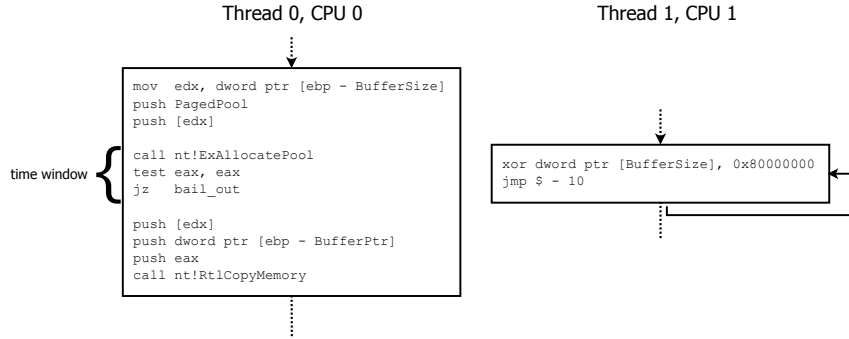 Thread 0, CPU 0
mov  edx, dword ptr [ebp - BufferSize]
push PagedPool
push [edx]
call nt!ExAllocatePool
test eax, eax
jz   bail_out
time window
push [edx]
push dword ptr [ebp - BufferPtr]
push eax
call nt!RtlCopyMemory
Thread 1, CPU 1
xor dword ptr [BufferSize], 0x80000000
jmp $ - 10